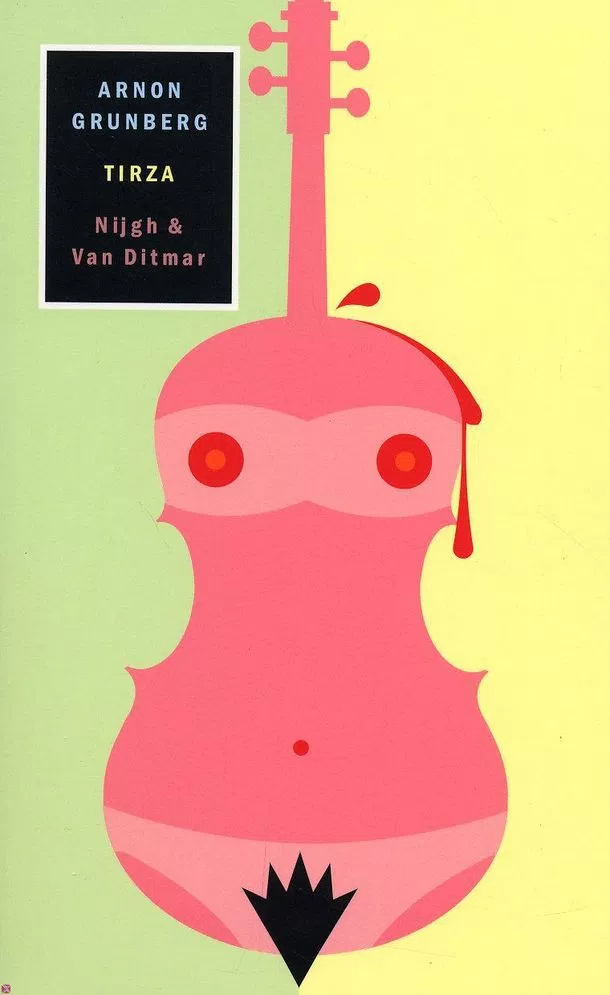 ARNON
GRUNBERG
TIRZA
Nijgh &
Van Ditmar